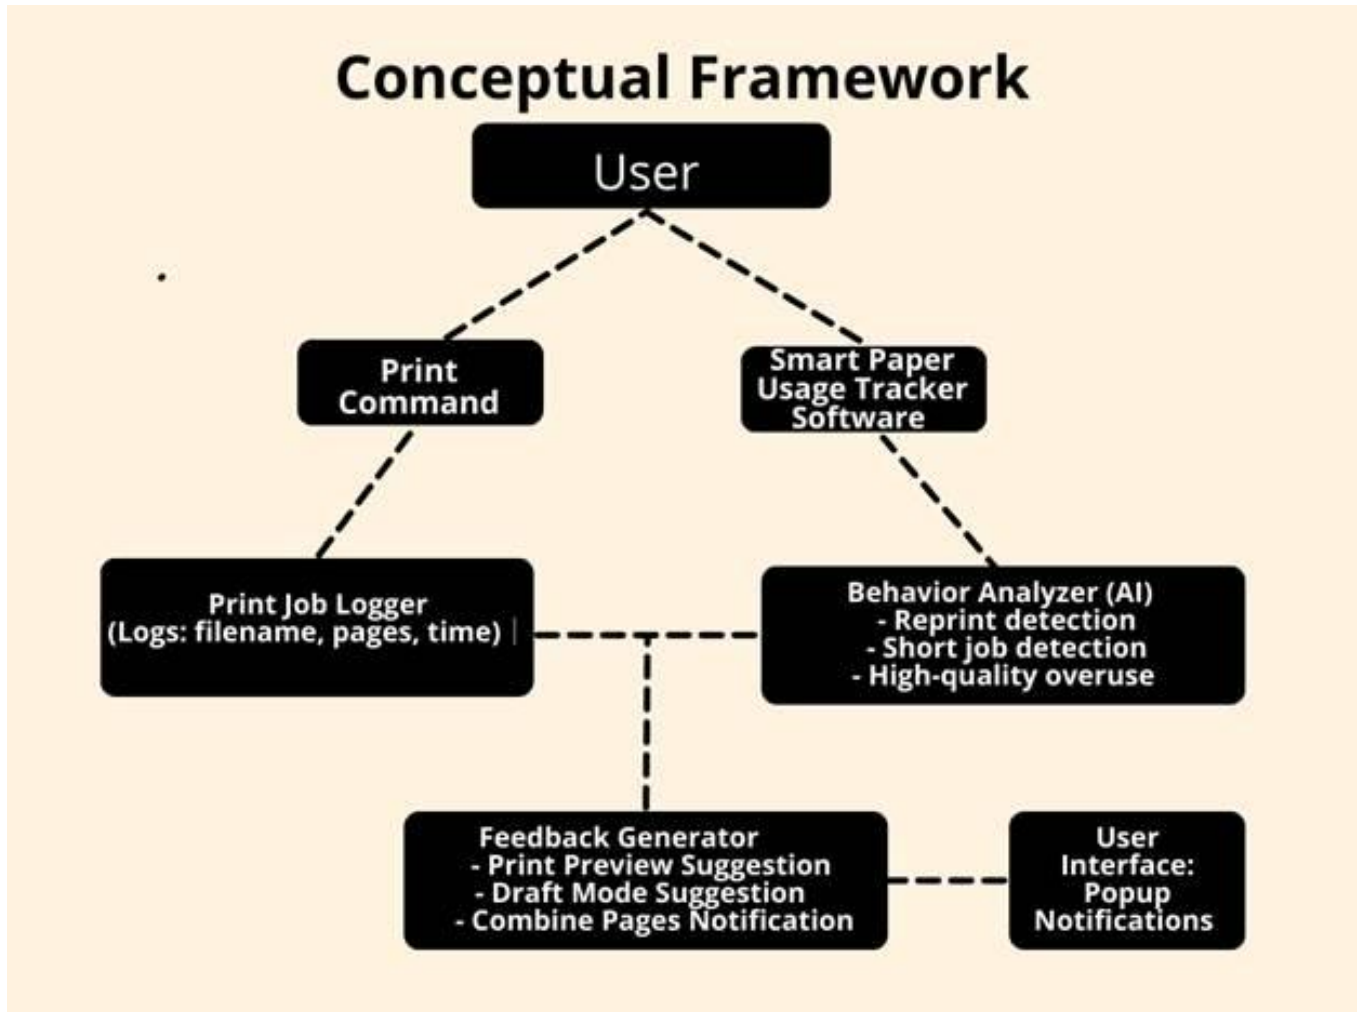 Conceptual Framework
User
Print
Command
Smart Paper
Usage Tracker
Software
Print Job Logger
(Logs: filename, pages, time)
Behavior Analyzer (AI)
- Reprint detection
- Short job detection
- High-quality overuse
Feedback Generator
- Print Preview Suggestion
- Draft Mode Suggestion
- Combine Pages Notification
User
Interface:
Popup
Notifications